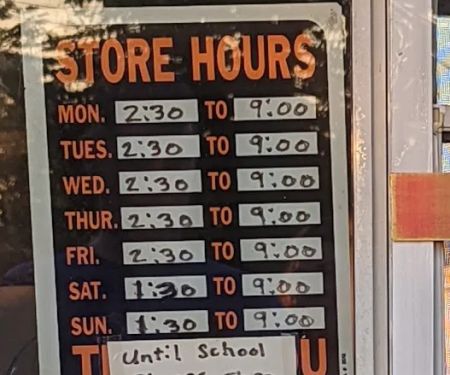 STORE HOURS
MON. 2:30 TO 9:00
TUES. 2:30 TO 9:00
WED. 2:30 TO 9:00
THUR. 2:30 TO 9:00
FRI. 2:30 TO 9:00
SAT. 1:30 TO 9:00
SUN. 1:30 TO 9:00
Until School